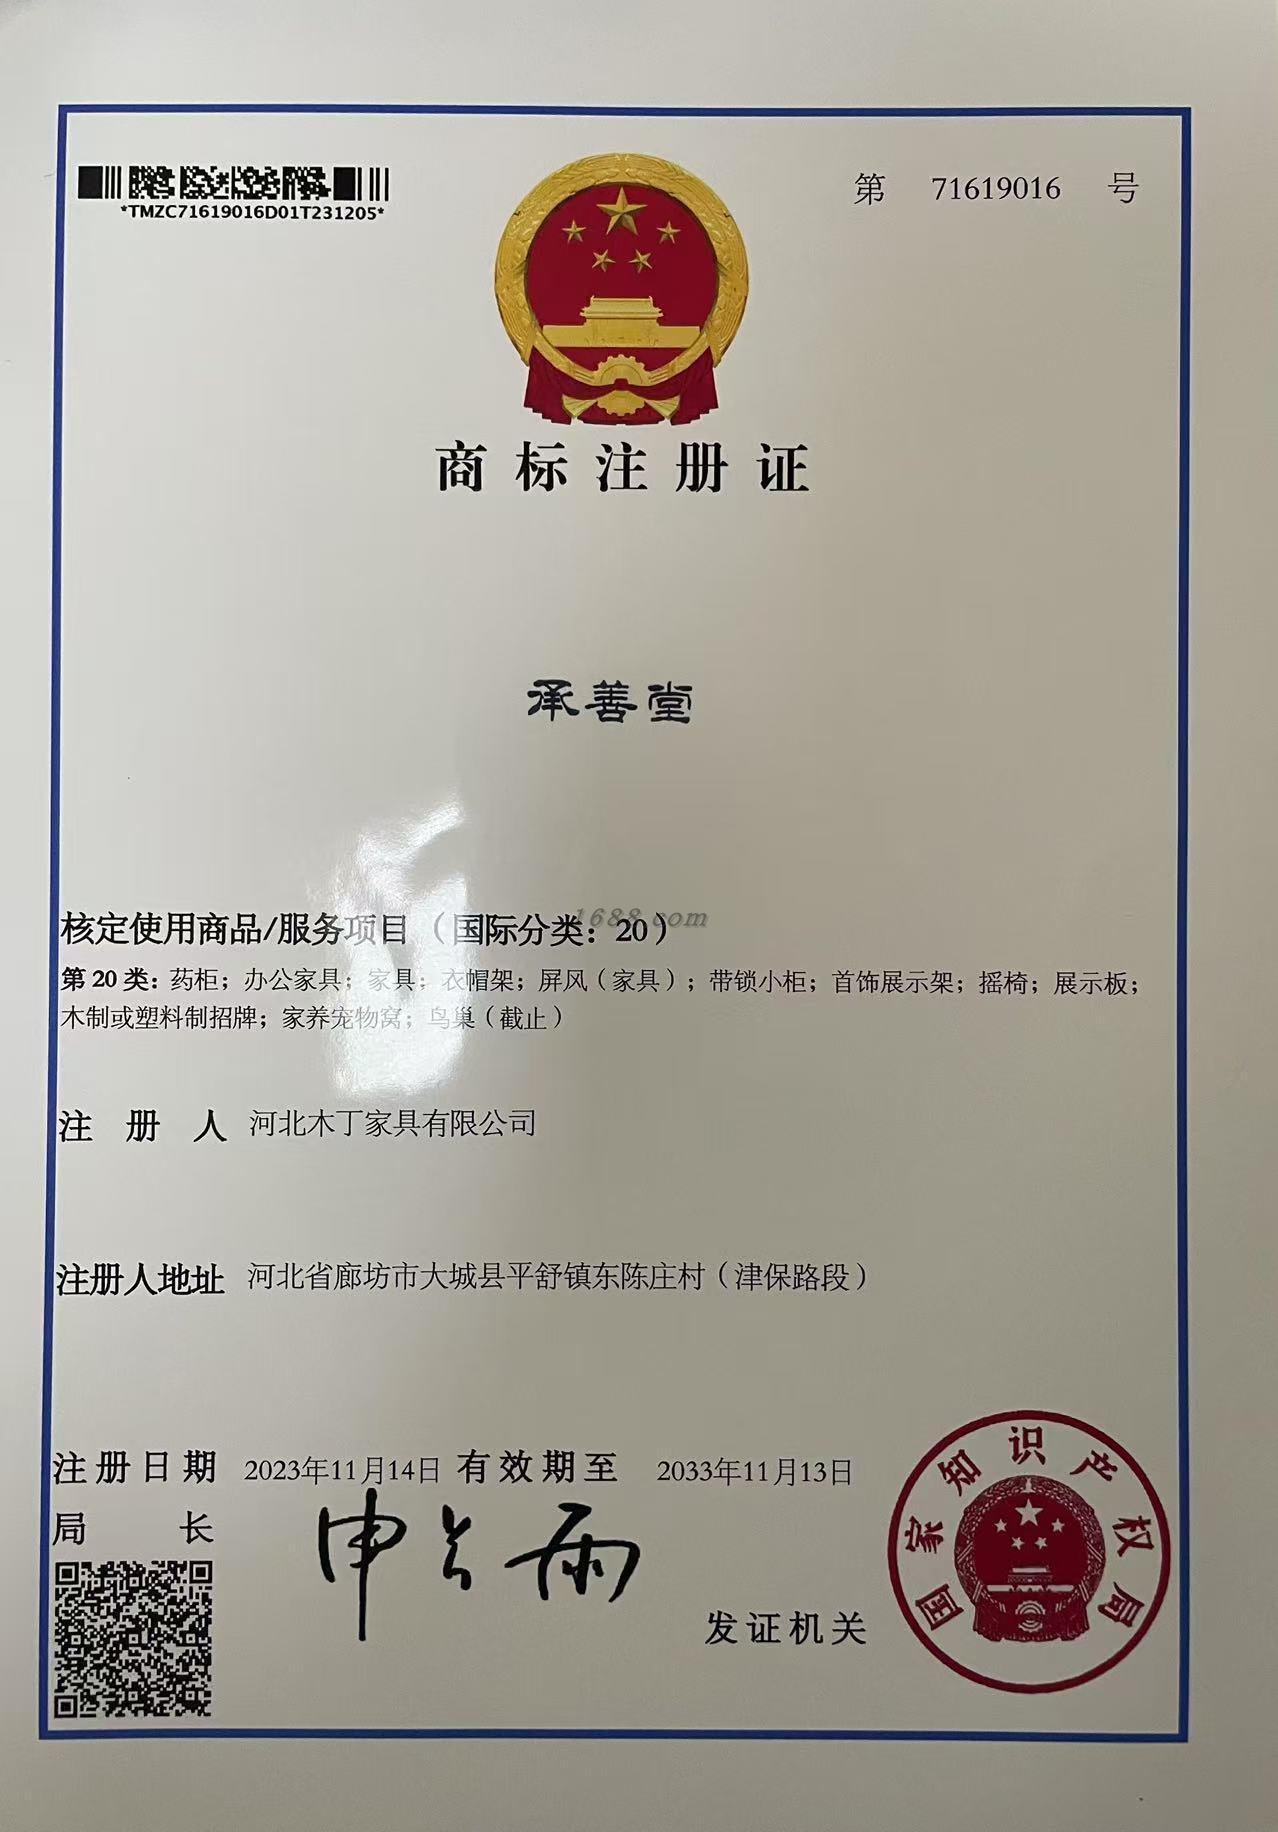 *TMZC71619016D01T231205*
第 71619016 号
商标注册证
承善堂
1688.com
核定使用商品/服务项目（国际分类：20）
第20类：药柜；办公家具；家具；衣帽架；屏风（家具）；带锁小柜；首饰展示架；摇椅；展示板；
木制或塑料制招牌；家养宠物窝；鸟巢（截止）
注册人 河北木丁家具有限公司
注册人地址 河北省廊坊市大城县平舒镇东陈庄村（津保路段）
注册日期 2023年11月14日 有效期至 2033年11月13日
局长 申长雨
发证机关
国家知识产权局